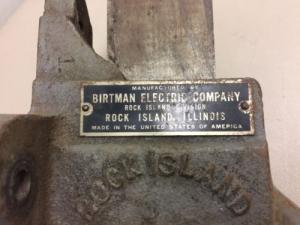 MANUFACTURED BY
BIRTMAN ELECTRIC COMPANY
ROCK ISLAND DIVISION
ROCK ISLAND, ILLINOIS
MADE IN THE UNITED STATES OF AMERICA
ROCK ISLAND